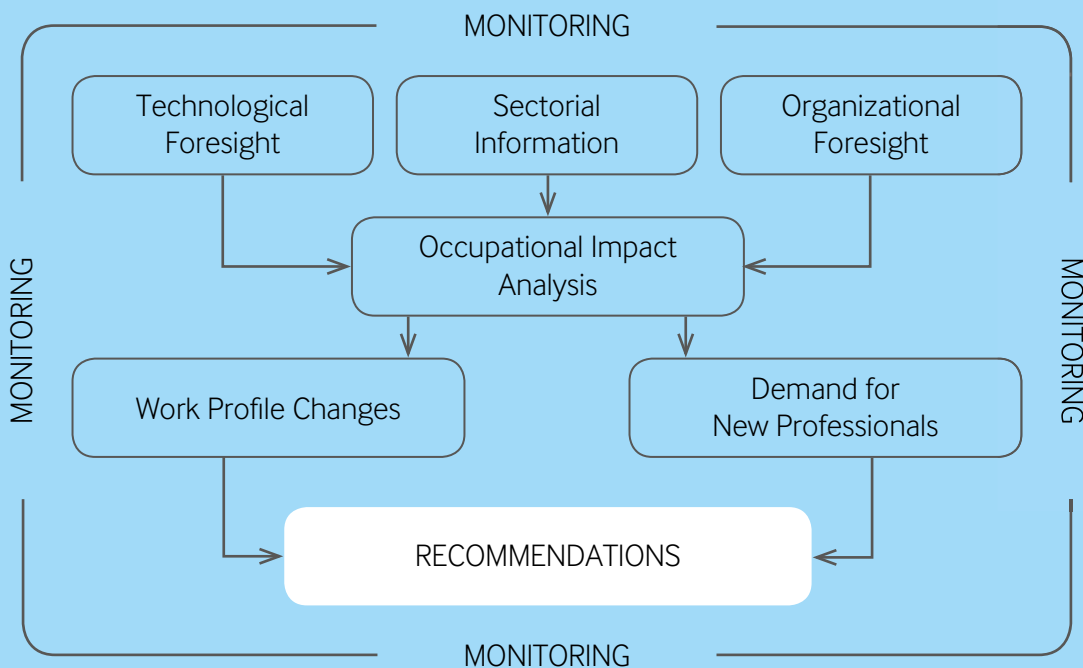 MONITORING
Technological
Foresight
Sectorial
Information
Organizational
Foresight
MONITORING
MONITORING
Occupational Impact
Analysis
Work Profile Changes
Demand for
New Professionals
RECOMMENDATIONS
MONITORING